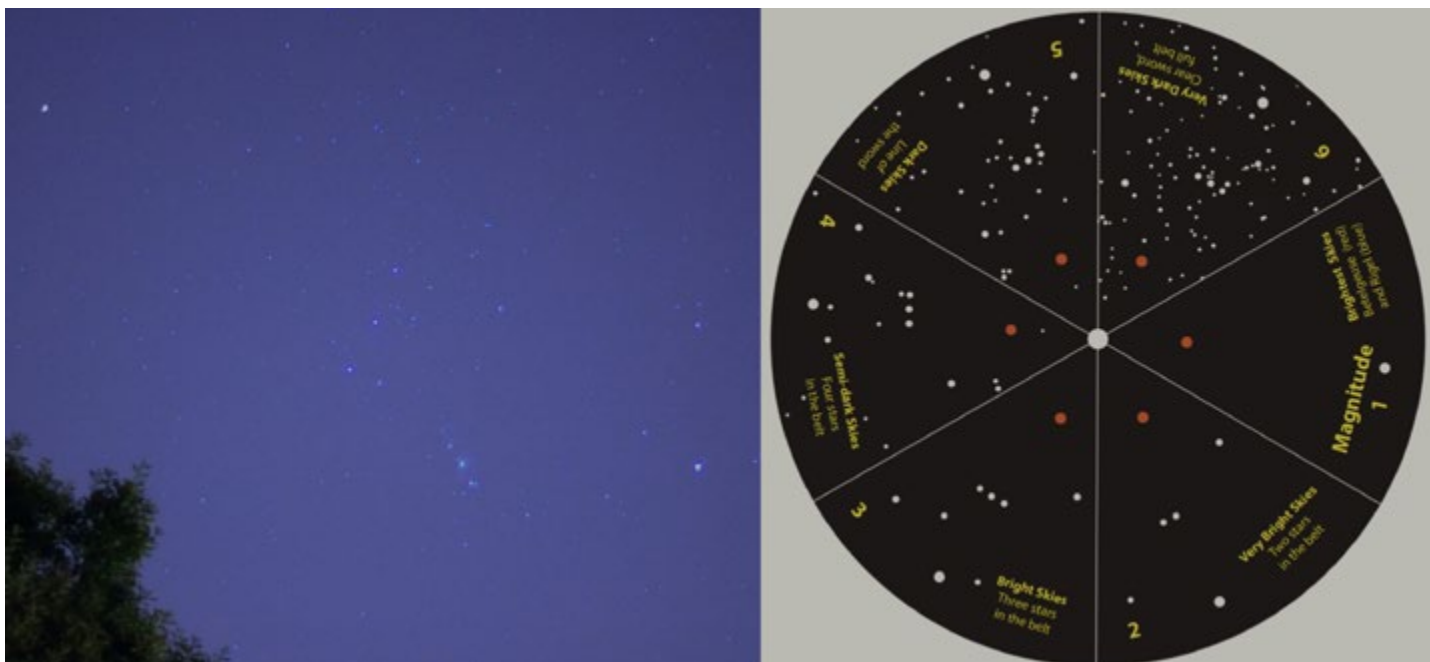 Magnitude
1
Brightest Skies
Betelgeuse (red)
and Rigel (blue)
2
Very Bright Skies
Two stars
in the belt
3
Bright Skies
Three stars
in the belt
4
Semi-dark Skies
Four stars
in the belt
5
Dark Skies
Line of
the sword
6
Very Dark Skies
Clear sword,
full belt